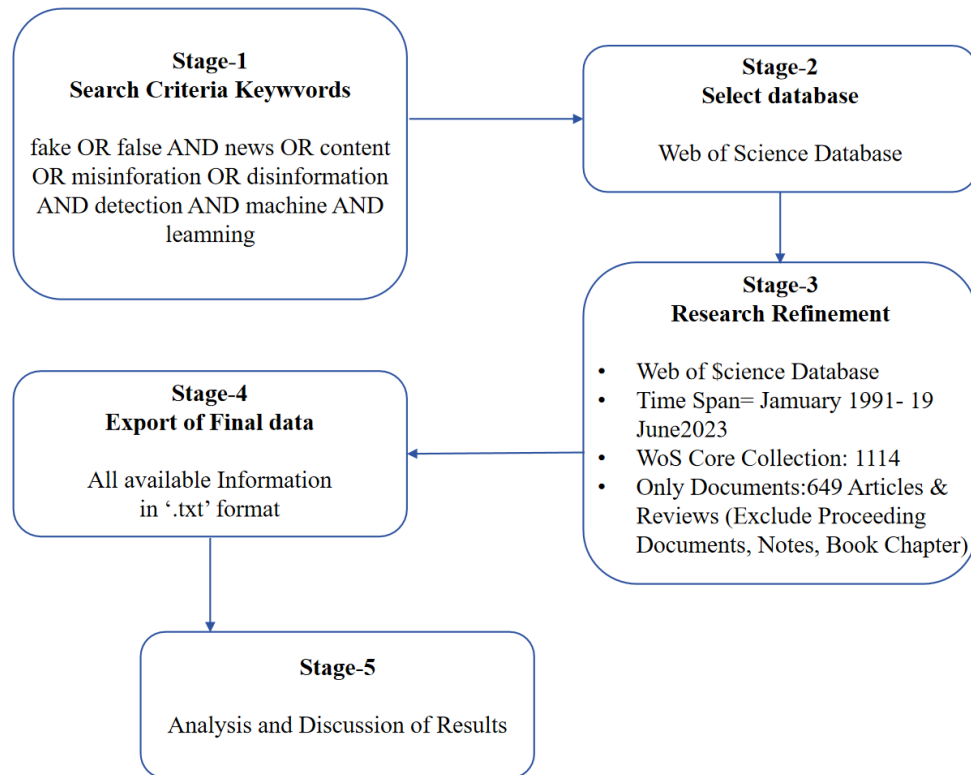 Stage-1
Search Criteria Keywvords
fake OR false AND news OR content
OR misinforation OR disinformation
AND detection AND machine AND
leamning
Stage-2
Select database
Web of Science Database
Stage-3
Research Refinement
• Web of $cience Database
• Time Span= Jamuary 1991- 19
June2023
• WoS Core Collection: 1114
• Only Documents:649 Articles &
Reviews (Exclude Proceeding
Documents, Notes, Book Chapter)
Stage-4
Export of Final data
All available Information
in ‘.txt’ format
Stage-5
Analysis and Discussion of Results